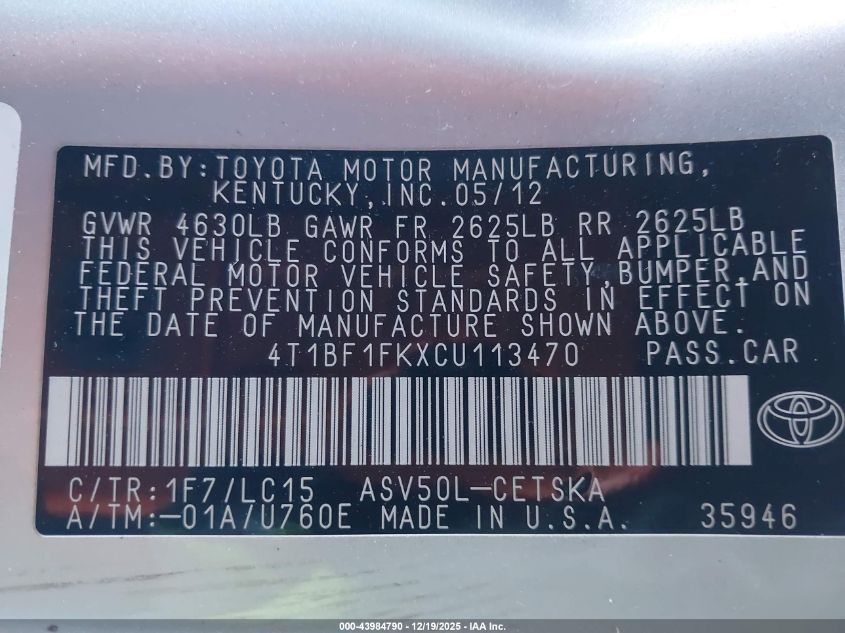 MFD.BY:TOYOTA MOTOR MANUFACTURING,
KENTUCKY,INC.05/12
GVWR 4630LB GAWR FR 2625LB RR 2625LB
THIS VEHICLE CONFORMS TO ALL APPLICABLE
FEDERAL MOTOR VEHICLE SAFETY,BUMPER,AND
THEFT PREVENTION STANDARDS IN EFFECT ON
THE DATE OF MANUFACTURE SHOWN ABOVE.
4T1BF1FKXCU113470 PASS.CAR
C/TR:1F7/LC15 ASV50L-CETSKA
A/TM:-01A/U760E MADE IN U.S.A. 35946
000-43984790 - 12/19/2025 - IAA Inc.